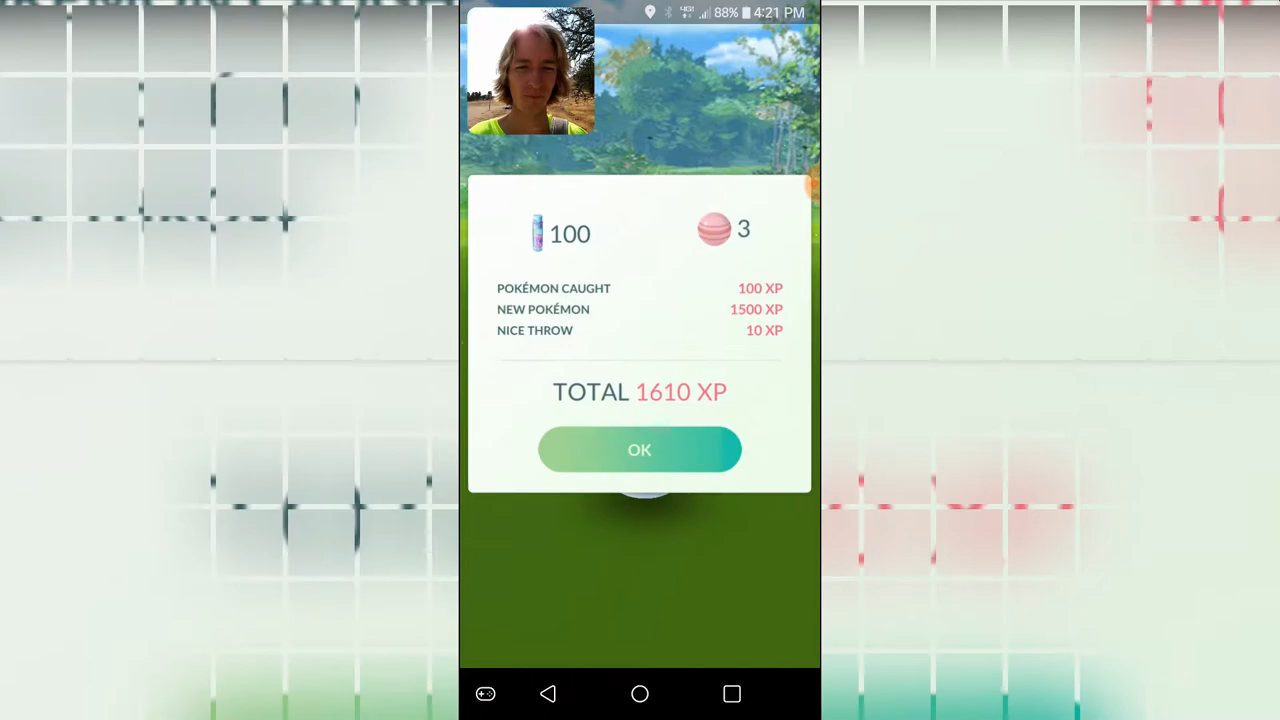 88% 4:21 PM
100 3
POKÉMON CAUGHT 100 XP
NEW POKÉMON 1500 XP
NICE THROW 10 XP
TOTAL 1610 XP
OK